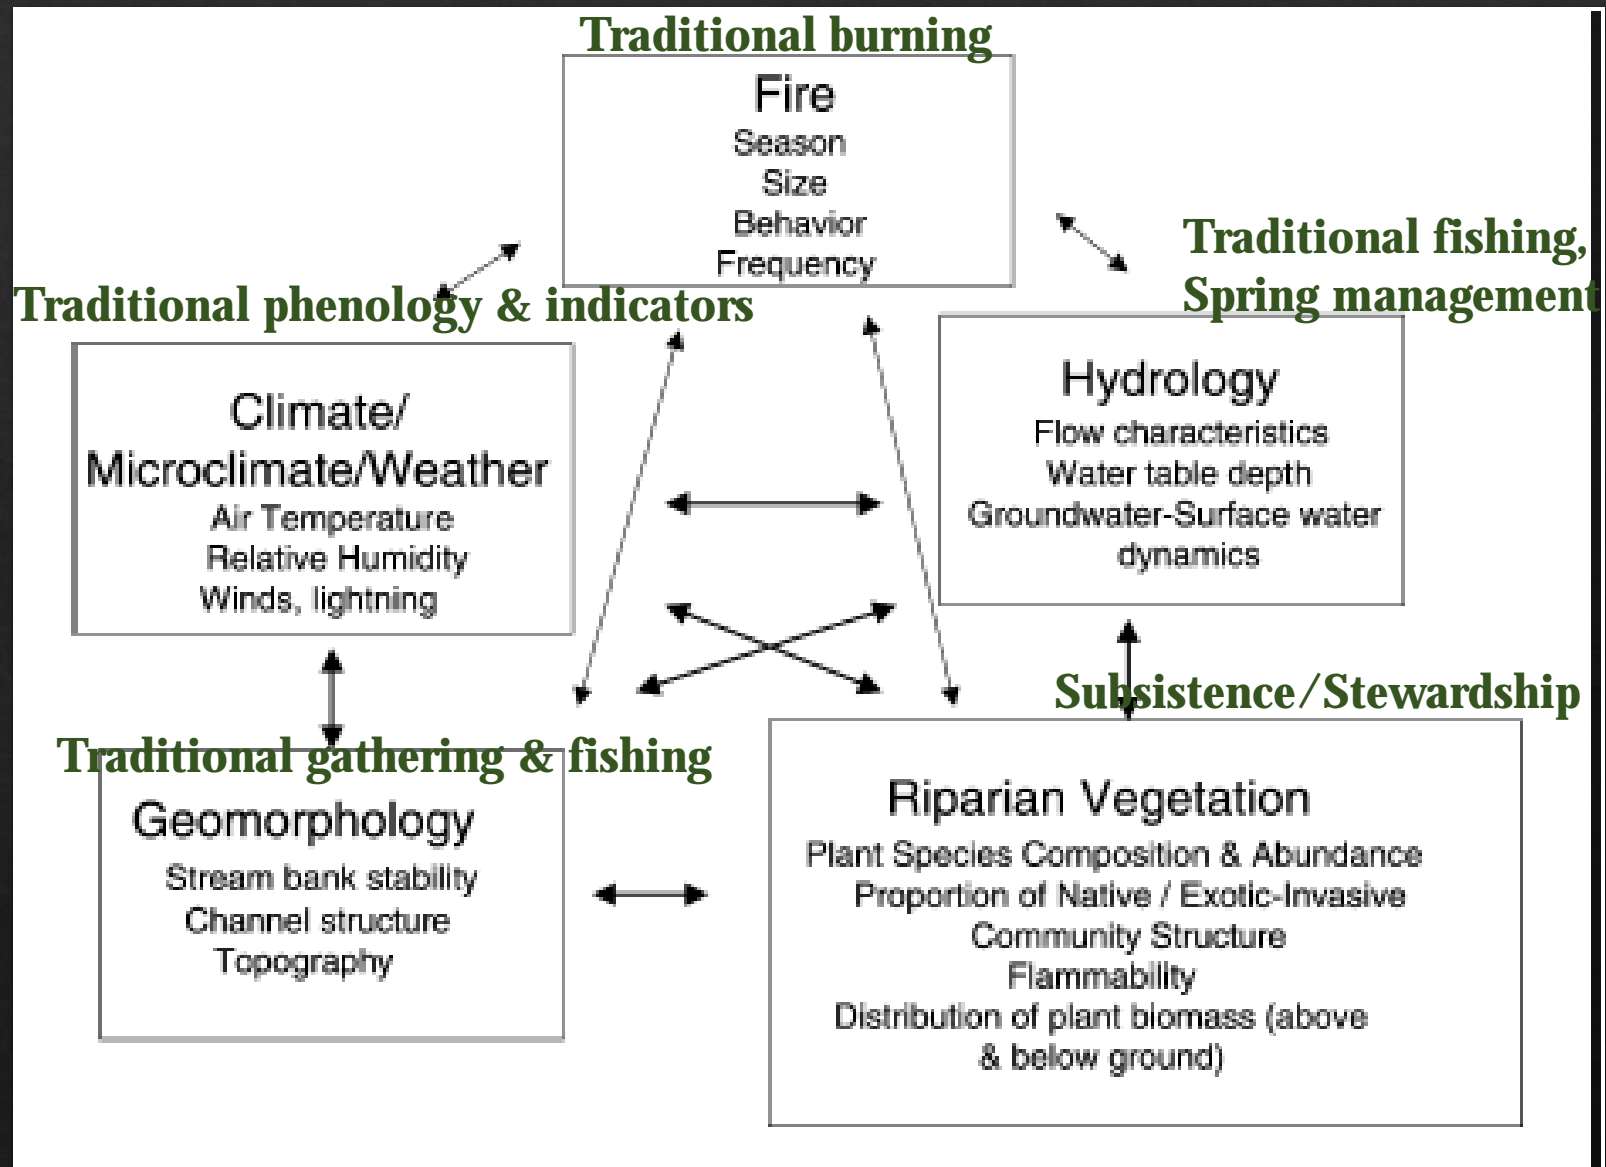 Traditional burning
Fire
Season
Size
Behavior
Frequency
Traditional fishing,
Spring management
Traditional phenology & indicators
Hydrology
Flow characteristics
Water table depth
Groundwater-Surface water
dynamics
Climate/
Microclimate/Weather
Air Temperature
Relative Humidity
Winds, lightning
Subsistence/Stewardship
Traditional gathering & fishing
Geomorphology
Stream bank stability
Channel structure
Topography
Riparian Vegetation
Plant Species Composition & Abundance
Proportion of Native / Exotic-Invasive
Community Structure
Flammability
Distribution of plant biomass (above
& below ground)